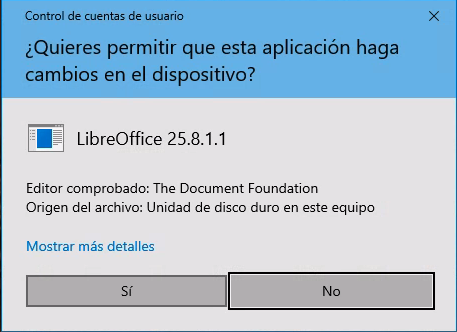 Control de cuentas de usuario
¿Quieres permitir que esta aplicación haga
cambios en el dispositivo?
LibreOffice 25.8.1.1
Editor comprobado: The Document Foundation
Origen del archivo: Unidad de disco duro en este equipo
Mostrar más detalles
Sí
No